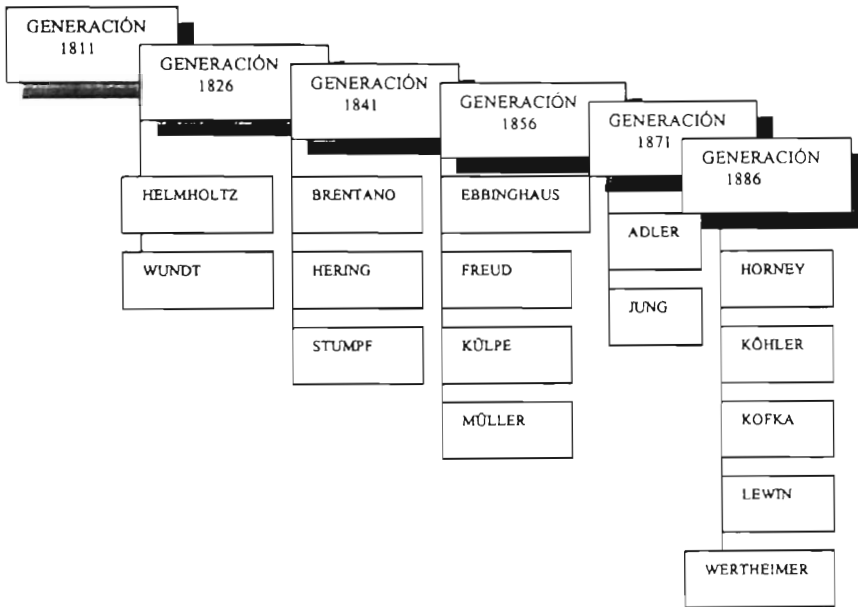 GENERACIÓN
1811
GENERACIÓN
1826
GENERACIÓN
1841
GENERACIÓN
1856
GENERACIÓN
1871
GENERACIÓN
1886
HELMHOLTZ
WUNDT
BRENTANO
HERING
STUMPF
EBBINGHAUS
FREUD
KÜLPE
MÜLLER
ADLER
JUNG
HORNEY
KÖHLER
KOFKA
LEWIN
WERTHEIMER